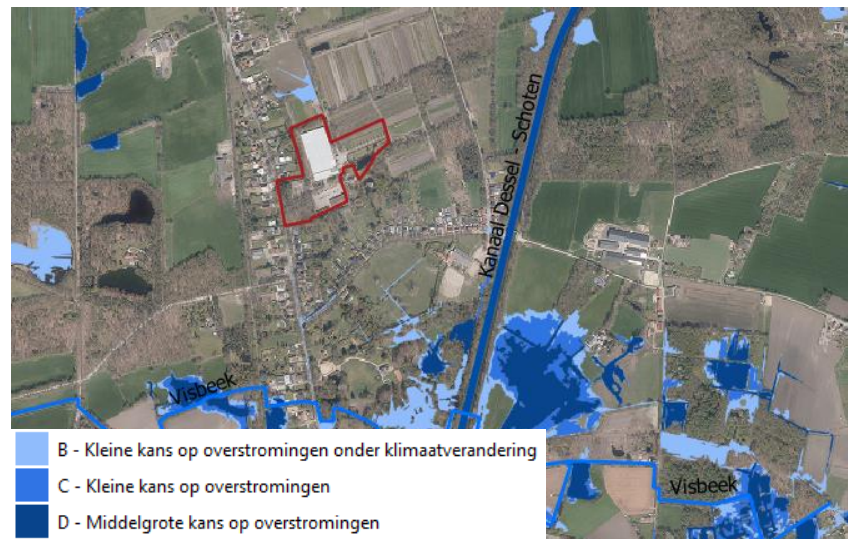 Kanaal Dessel - Schoten
Visbeek
Visbeek
B - Kleine kans op overstromingen onder klimaatverandering
C - Kleine kans op overstromingen
D - Middelgrote kans op overstromingen